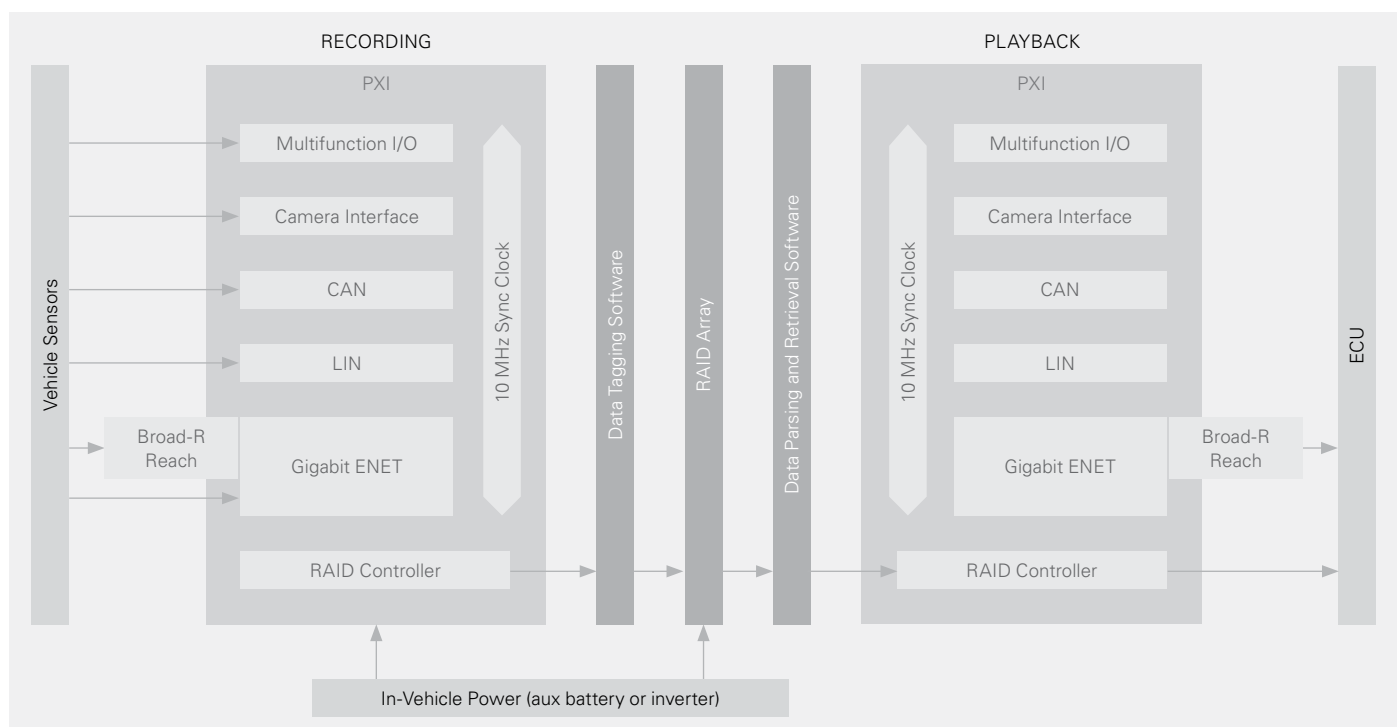 RECORDING
PLAYBACK
Vehicle Sensors
PXI
Multifunction I/O
Camera Interface
CAN
LIN
Broad-R
Reach
Gigabit ENET
RAID Controller
10 MHz Sync Clock
Data Tagging Software
RAID Array
Data Parsing and Retrieval Software
PXI
10 MHz Sync Clock
Multifunction I/O
Camera Interface
CAN
LIN
Gigabit ENET
Broad-R
Reach
RAID Controller
ECU
In-Vehicle Power (aux battery or inverter)